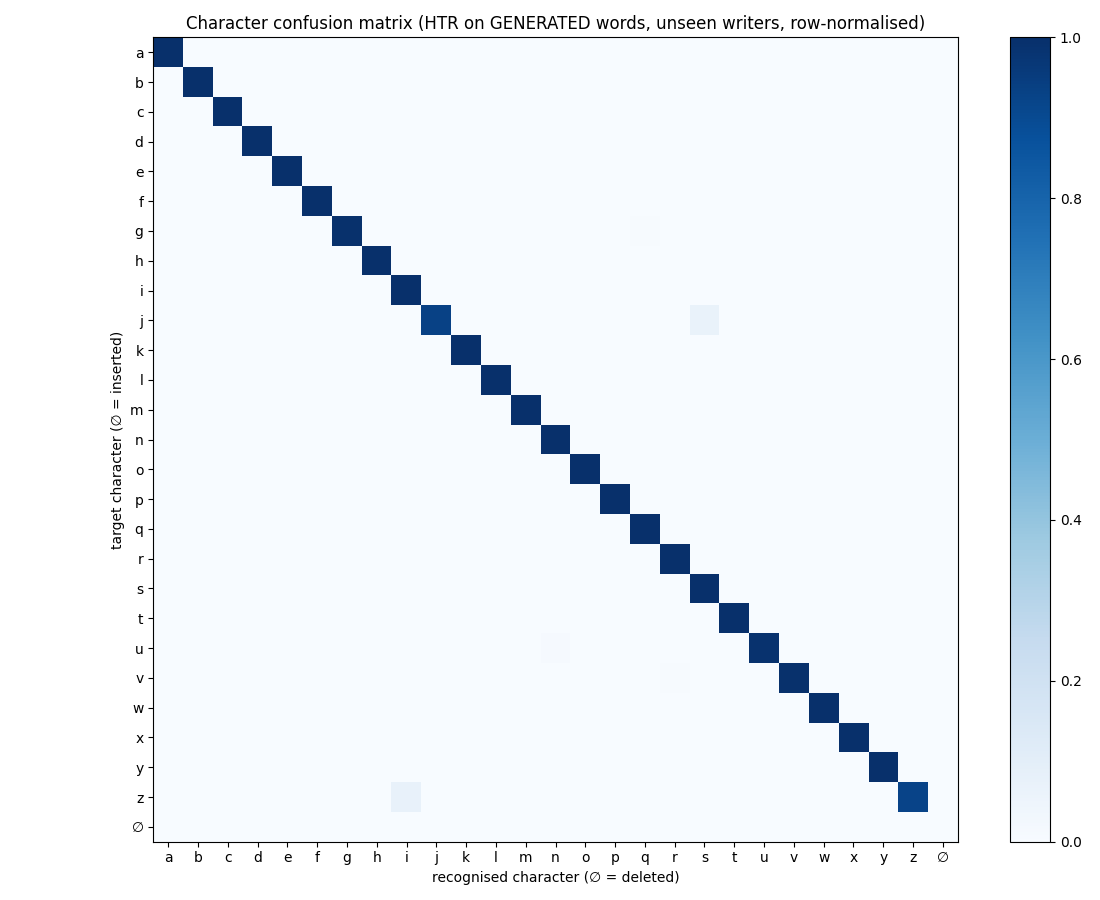 Character confusion matrix (HTR on GENERATED words, unseen writers, row-normalised)
target character (∅ = inserted)
a
b
c
d
e
f
g
h
i
j
k
l
m
n
o
p
q
r
s
t
u
v
w
x
y
z
∅
a b c d e f g h i j k l m n o p q r s t u v w x y z ∅
recognised character (∅ = deleted)
1.0
0.8
0.6
0.4
0.2
0.0